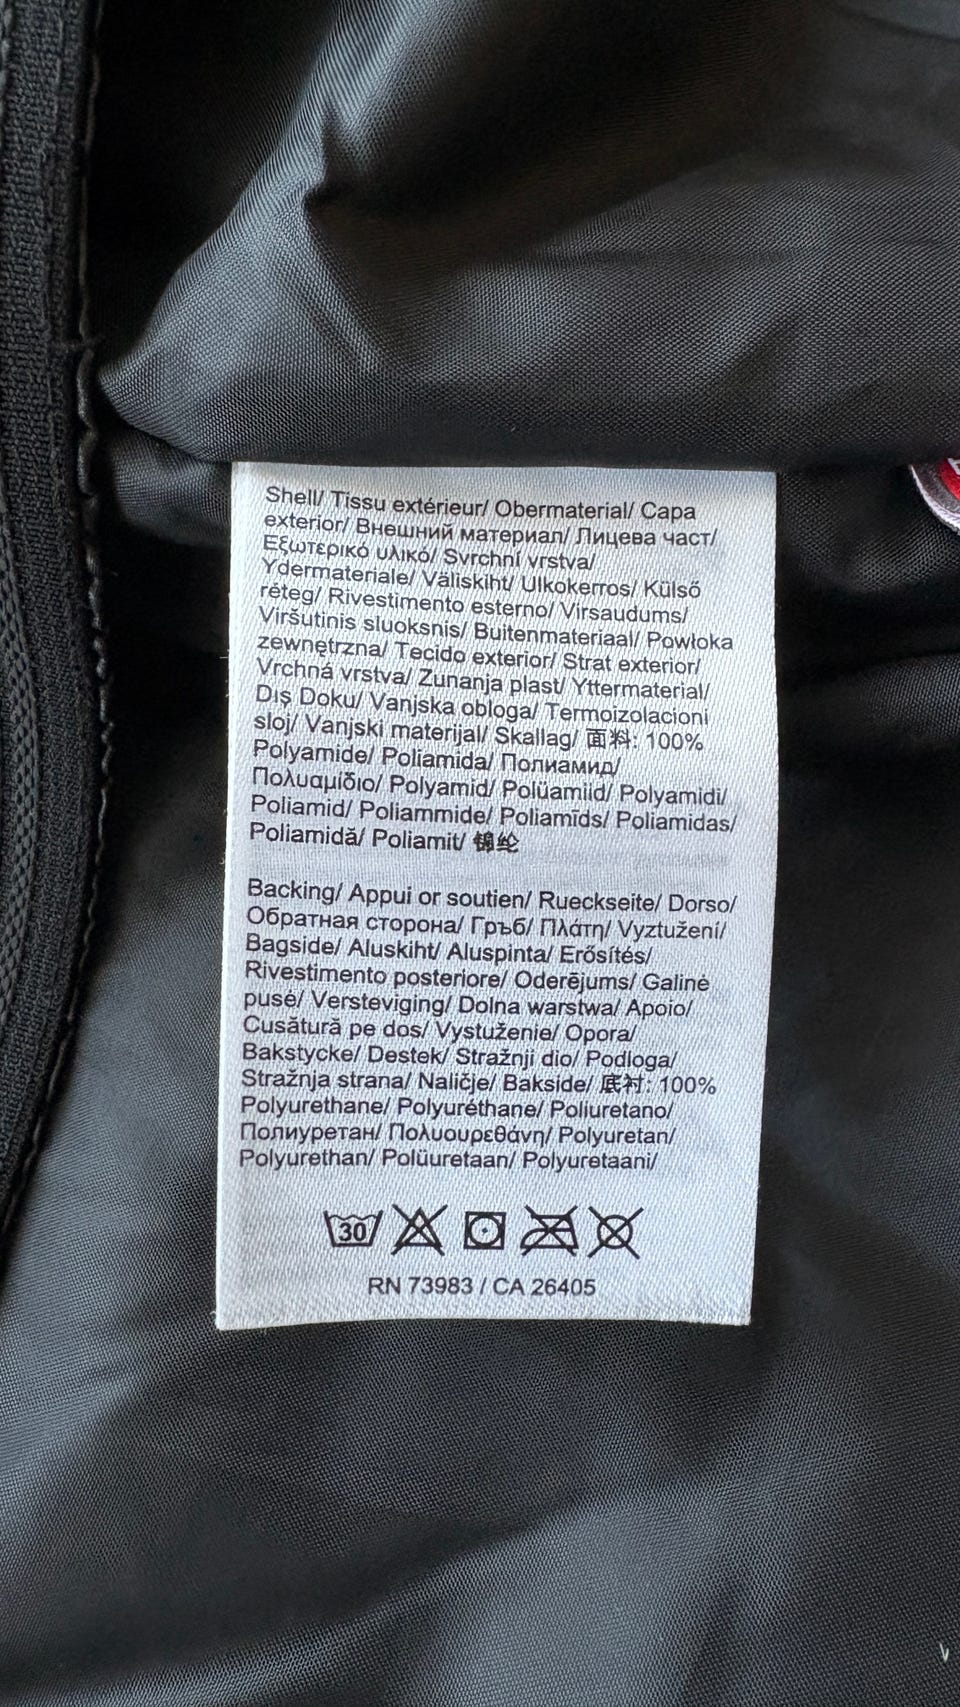 Shell/ Tissu extérieur/ Obermaterial/ Capa
exterior/ Внешний материал/ Лицева част/
Εξωτερικό υλικό/ Svrchní vrstva/
Ydermateriale/ Väliskiht/ Ulkokerros/ Külső
réteg/ Rivestimento esterno/ Virsaudums/
Viršutinis sluoksnis/ Buitenmateriaal/ Powłoka
zewnętrzna/ Tecido exterior/ Strat exterior/
Vrchná vrstva/ Zunanja plast/ Yttermaterial/
Dış Doku/ Vanjska obloga/ Termoizolacioni
sloj/ Vanjski materijal/ Skallag/ 面料: 100%
Polyamide/ Poliamida/ Полиамид/
Πολυαμίδιο/ Polyamid/ Polüamiid/ Polyamidi/
Poliamid/ Poliammide/ Poliamīds/ Poliamidas/
Poliamidă/ Poliamit/ 锦纶
Backing/ Appui or soutien/ Rueckseite/ Dorso/
Обратная сторона/ Гръб/ Πλάτη/ Vyztužení/
Bagside/ Aluskiht/ Aluspinta/ Erősítés/
Rivestimento posteriore/ Oderējums/ Galinė
pusė/ Versteviging/ Dolna warstwa/ Apoio/
Cusătură pe dos/ Vystuženie/ Opora/
Bakstycke/ Destek/ Stražnji dio/ Podloga/
Stražnja strana/ Naličje/ Bakside/ 底衬: 100%
Polyurethane/ Polyuréthane/ Poliuretano/
Полиуретан/ Πολυουρεθάνη/ Polyuretan/
Polyurethan/ Polüuretaan/ Polyuretaani/
30
RN 73983 / CA 26405